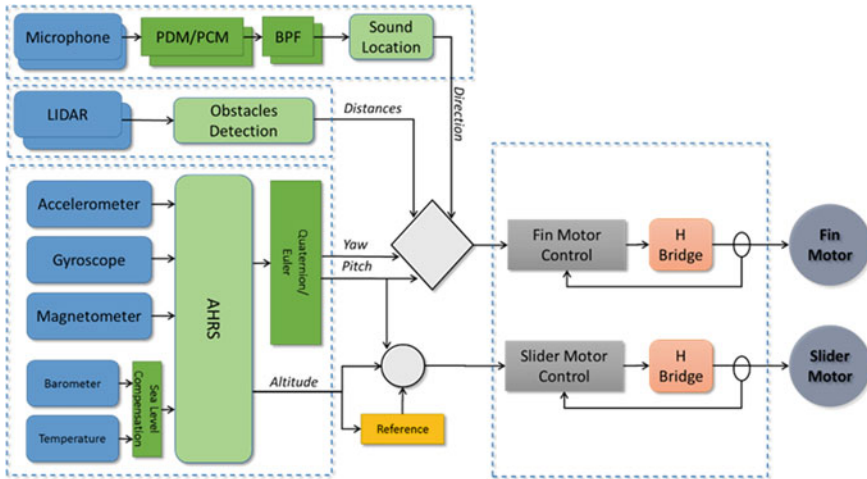 Microphone
PDM/PCM
BPF
Sound
Location
LIDAR
Obstacles
Detection
Distances
Direction
Accelerometer
Gyroscope
Magnetometer
Barometer
Temperature
Sea Level
Compensation
AHRS
Quaternion/
Euler
Yaw
Pitch
Altitude
Reference
Fin Motor
Control
H
Bridge
Fin
Motor
Slider Motor
Control
H
Bridge
Slider
Motor